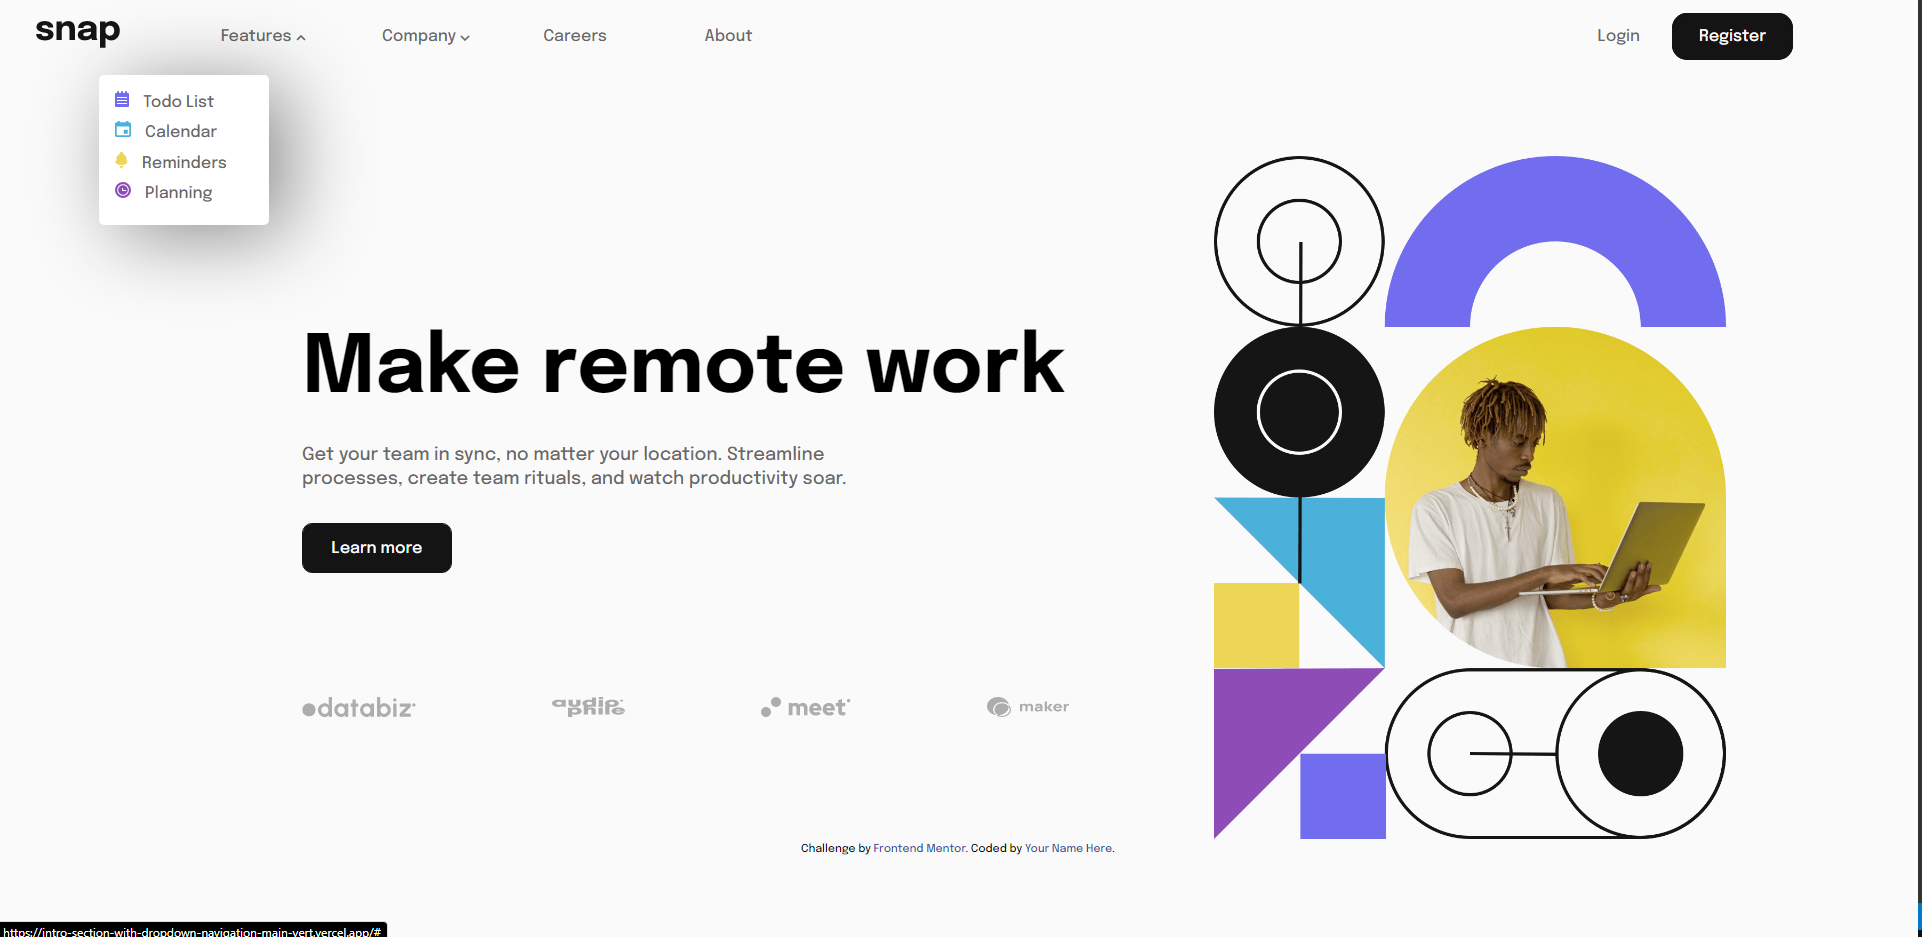 snap
Features
Company
Careers
About
Login
Register
Todo List
Calendar
Reminders
Planning
Make remote work
Get your team in sync, no matter your location. Streamline
processes, create team rituals, and watch productivity soar.
Learn more
databiz
audiophile
meet
maker
Challenge by Frontend Mentor. Coded by Your Name Here.
https://intro-section-with-dropdown-navigation-main-vert.vercel.app/#